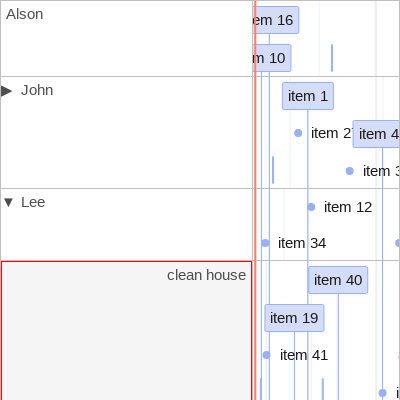 Alson
em 16
m 10
John
item 1
item 27
item 4
item 3
Lee
item 12
item 34
clean house
item 40
item 19
item 41